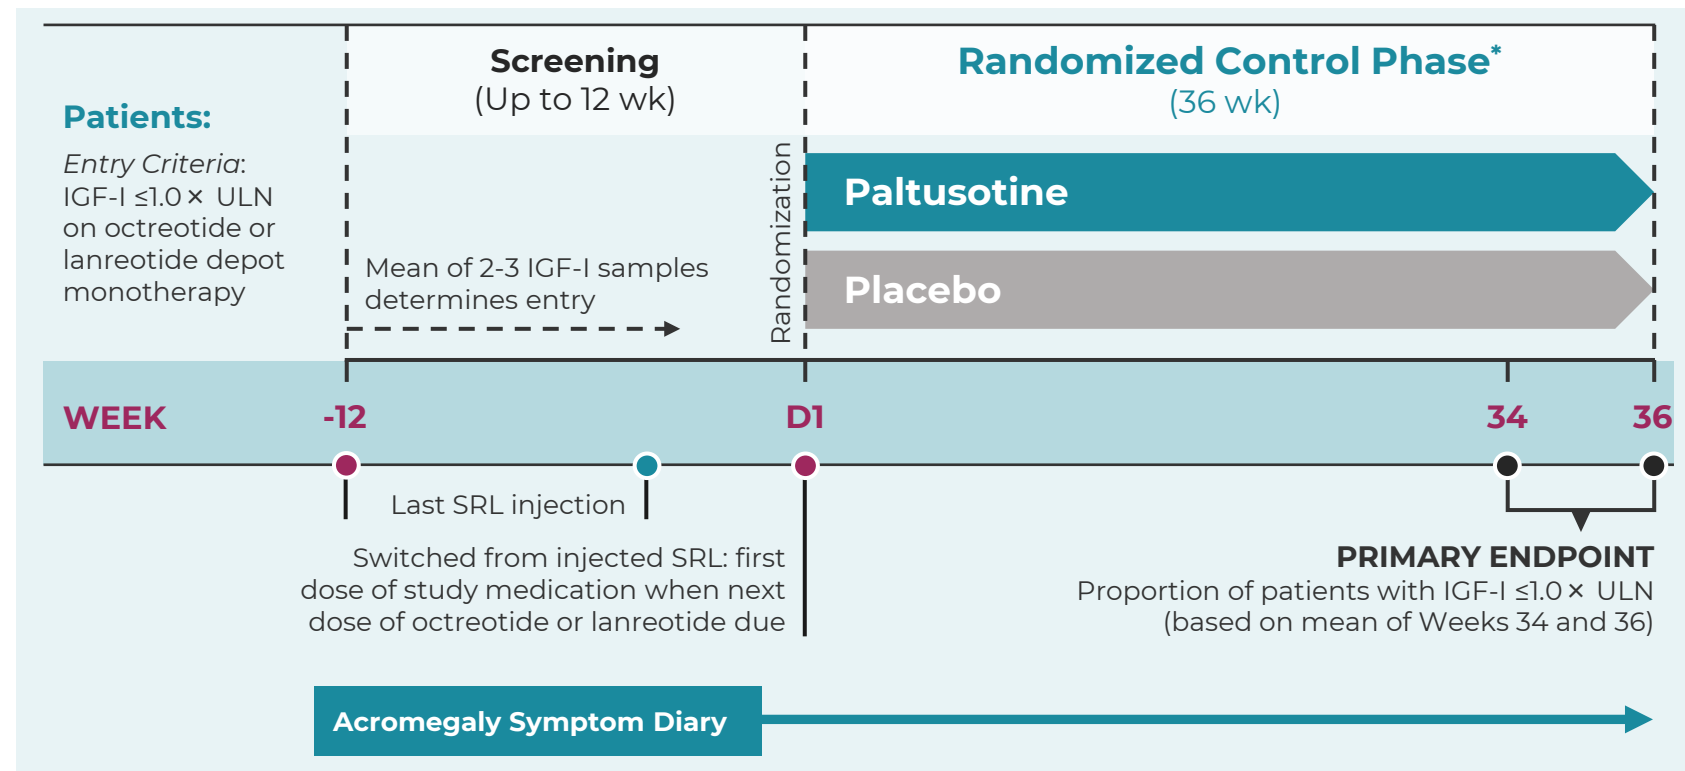 Screening
(Up to 12 wk)
Randomized Control Phase*
(36 wk)
Patients:
Entry Criteria:
IGF-I ≤1.0 × ULN
on octreotide or
lanreotide depot
monotherapy
Mean of 2-3 IGF-I samples
determines entry
Randomization
Paltusotine
Placebo
WEEK -12 D1 34 36
Last SRL injection
Switched from injected SRL: first
dose of study medication when next
dose of octreotide or lanreotide due
PRIMARY ENDPOINT
Proportion of patients with IGF-I ≤1.0 × ULN
(based on mean of Weeks 34 and 36)
Acromegaly Symptom Diary